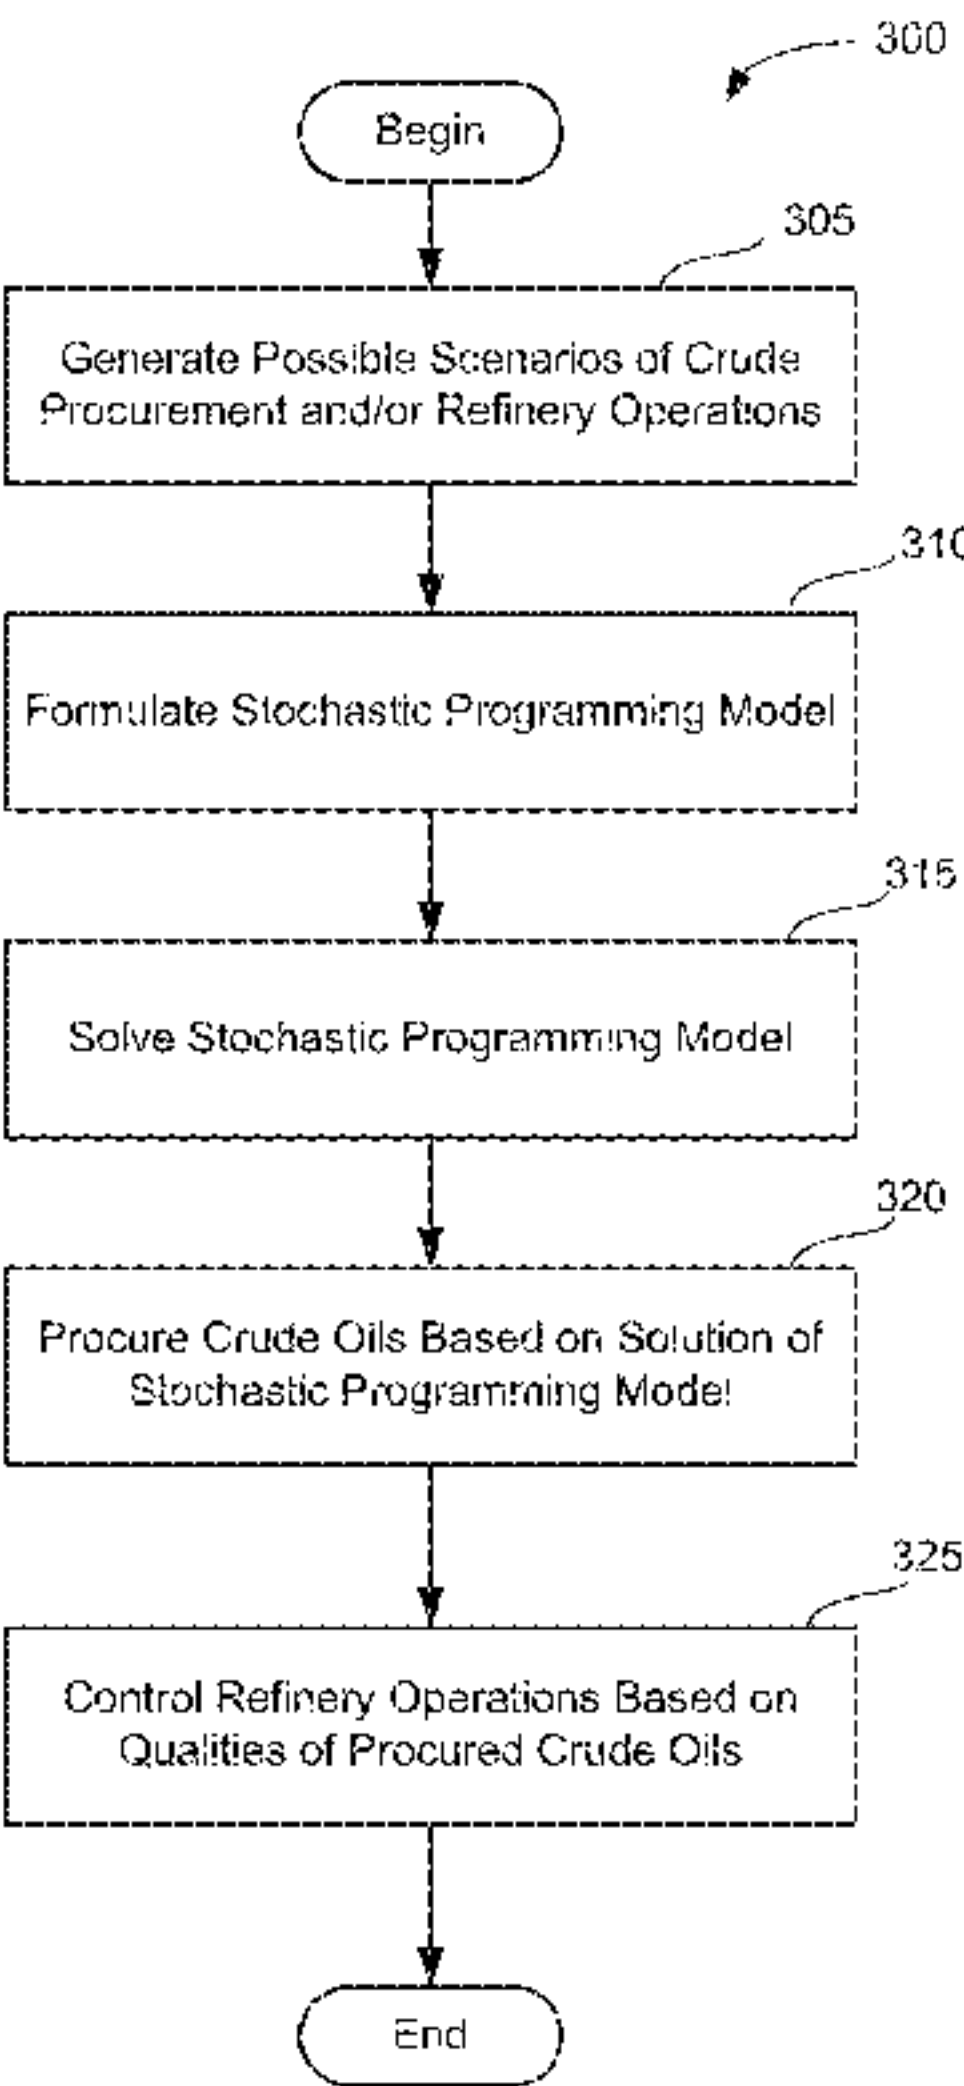 300
Begin
305
Generate Possible Scenarios of Crude
Procurement and/or Refinery Operations
310
Formulate Stochastic Programming Model
315
Solve Stochastic Programming Model
320
Procure Crude Oils Based on Solution of
Stochastic Programming Model
325
Control Refinery Operations Based on
Qualities of Procured Crude Oils
End